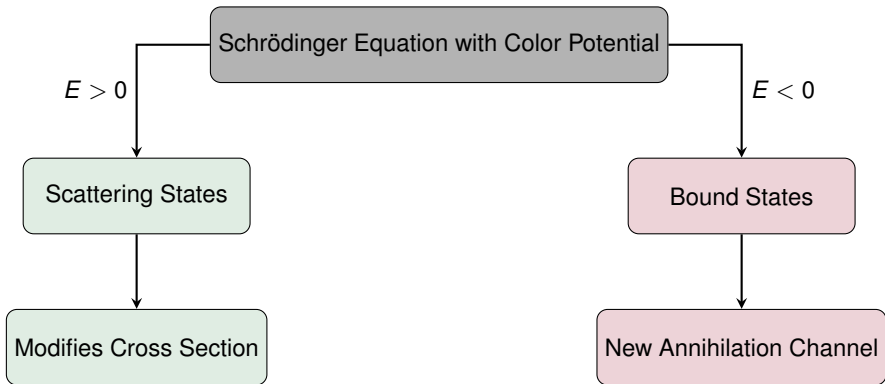 Schrödinger Equation with Color Potential
E > 0
E < 0
Scattering States
Bound States
Modifies Cross Section
New Annihilation Channel